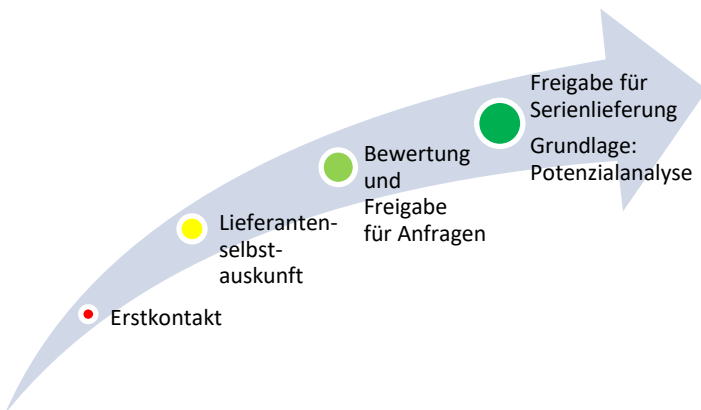 Erstkontakt
Lieferanten-
selbst-
auskunft
Bewertung
und
Freigabe
für Anfragen
Freigabe für
Serienlieferung
Grundlage:
Potenzialanalyse